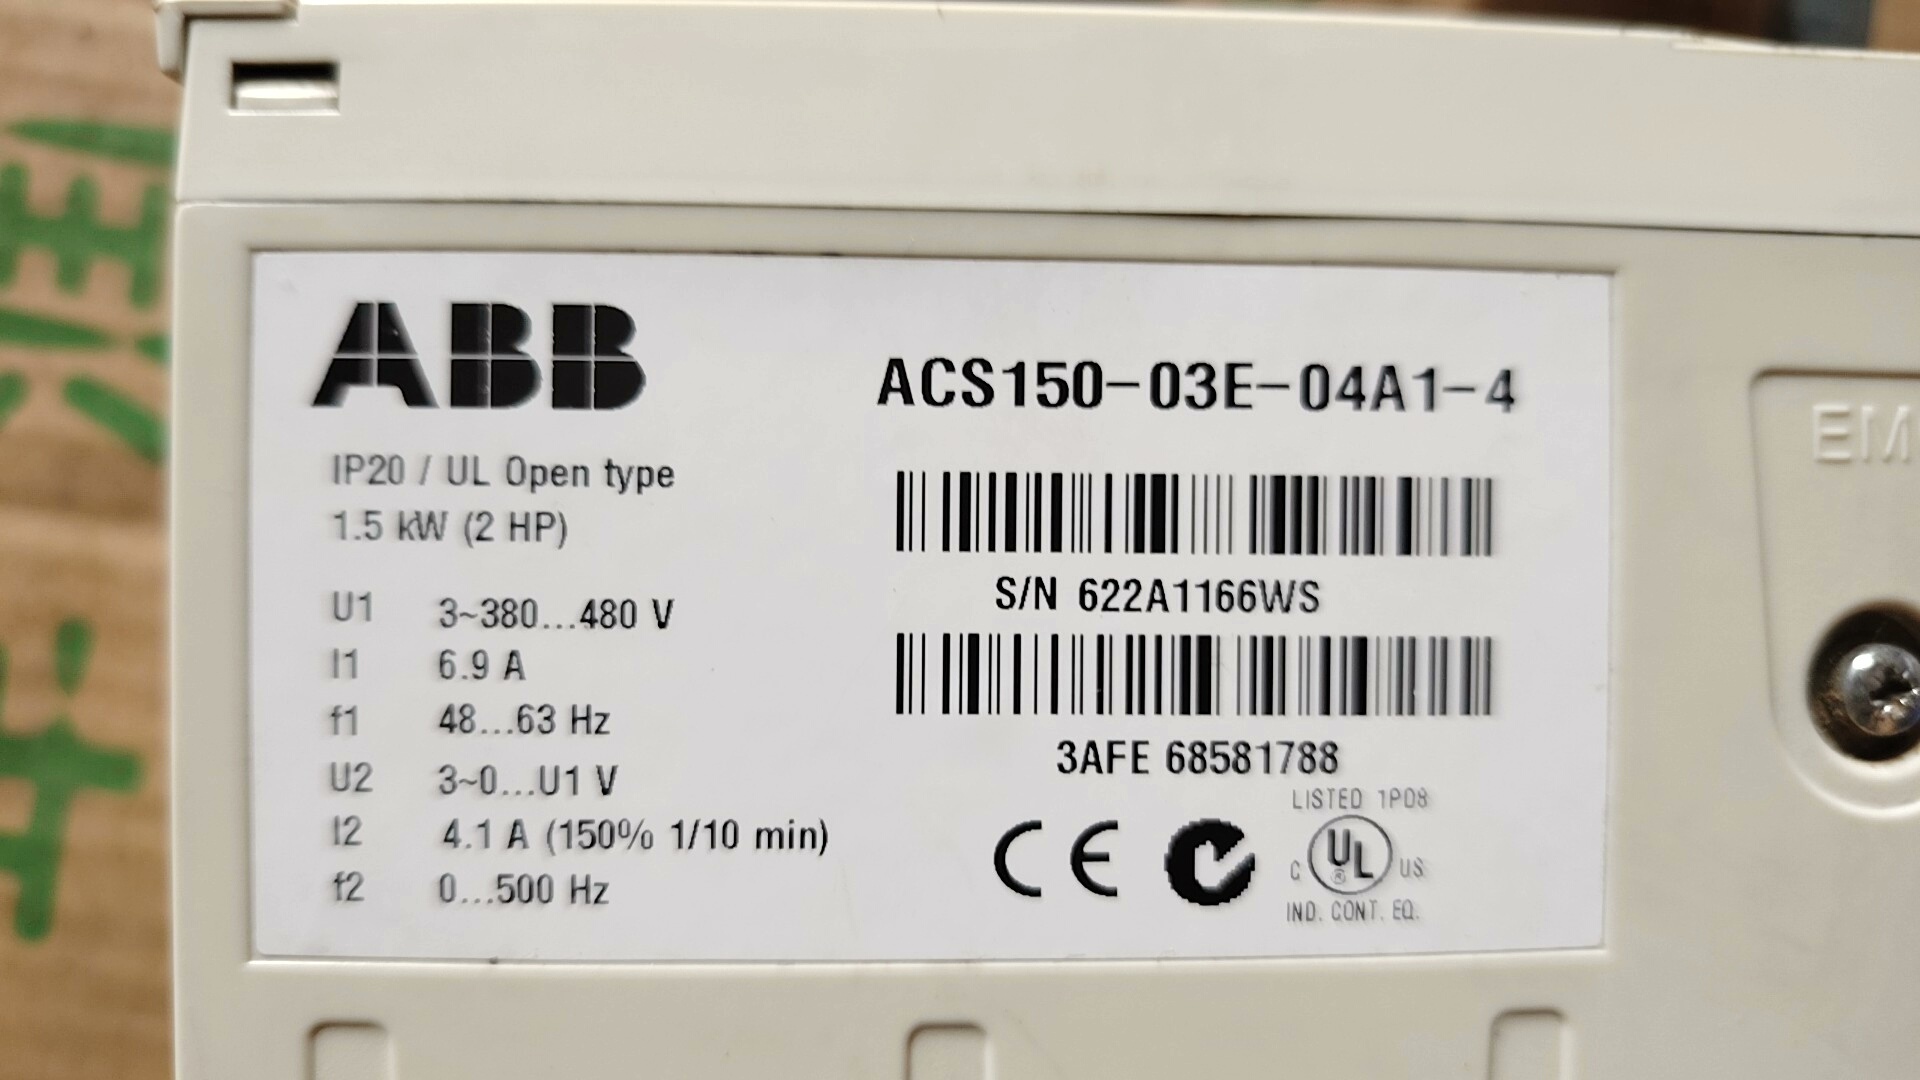 ABB
ACS150-03E-04A1-4
IP20 / UL Open type
1.5 kW (2 HP)
S/N 622A1166WS
U1 3~380...480 V
I1 6.9 A
f1 48...63 Hz
U2 3~0...U1 V
I2 4.1 A (150% 1/10 min)
f2 0...500 Hz
3AFE 68581788
LISTED 1P08
CE
C UL ® US
IND. CONT. EQ.
EM